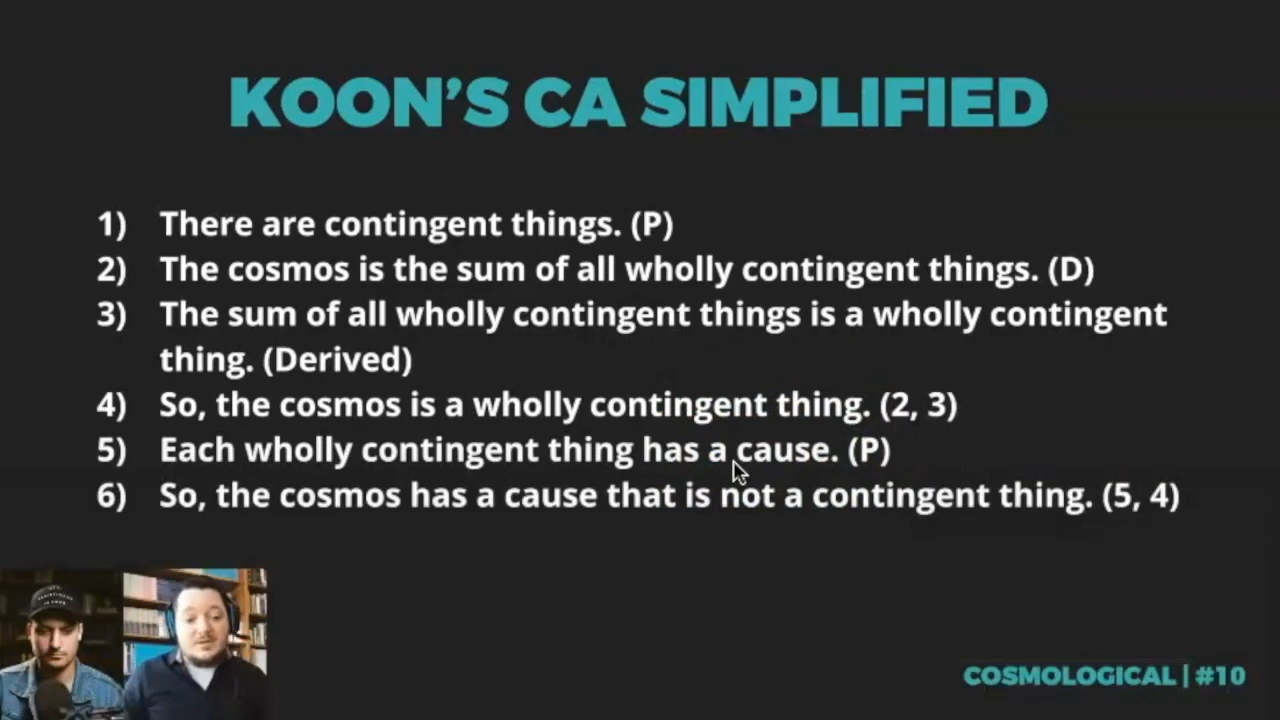 KOON'S CA SIMPLIFIED
1) There are contingent things. (P)
2) The cosmos is the sum of all wholly contingent things. (D)
3) The sum of all wholly contingent things is a wholly contingent
thing. (Derived)
4) So, the cosmos is a wholly contingent thing. (2, 3)
5) Each wholly contingent thing has a cause. (P)
6) So, the cosmos has a cause that is not a contingent thing. (5, 4)
COSMOLOGICAL | #10